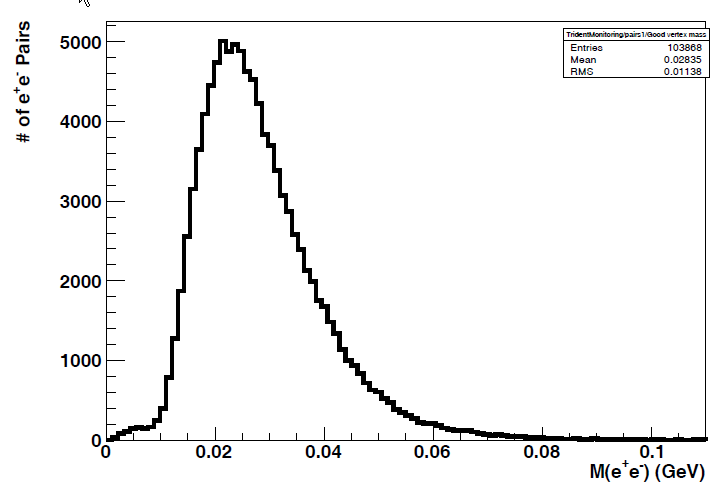 # of e+e- Pairs
TridentMonitoring/pairs1/Good vertex mass
Entries 103868
Mean 0.02835
RMS 0.01138
5000
4000
3000
2000
1000
0
0 0.02 0.04 0.06 0.08 0.1
M(e+e-) (GeV)